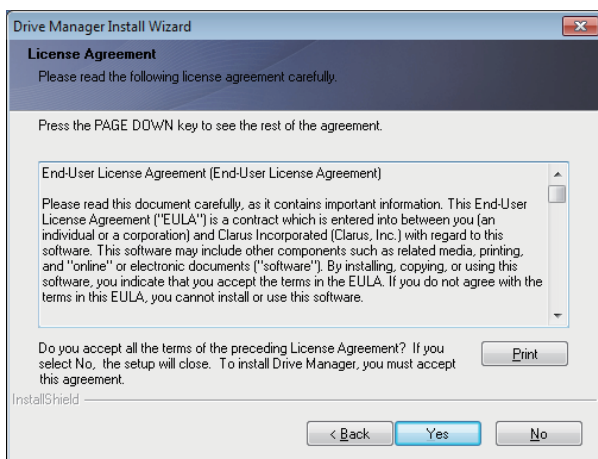 Drive Manager Install Wizard
License Agreement
Please read the following license agreement carefully.
Press the PAGE DOWN key to see the rest of the agreement.
End-User License Agreement (End-User License Agreement)
Please read this document carefully, as it contains important information. This End-User
License Agreement ("EULA") is a contract which is entered into between you (an
individual or a corporation) and Clarus Incorporated (Clarus, Inc.) with regard to this
software. This software may include other components such as related media, printing,
and "online" or electronic documents ("software"). By installing, copying, or using this
software, you indicate that you accept the terms in the EULA. If you do not agree with the
terms in this EULA, you cannot install or use this software.
Do you accept all the terms of the preceding License Agreement? If you
select No, the setup will close. To install Drive Manager, you must accept
this agreement.
Print
InstallShield
< Back
Yes
No